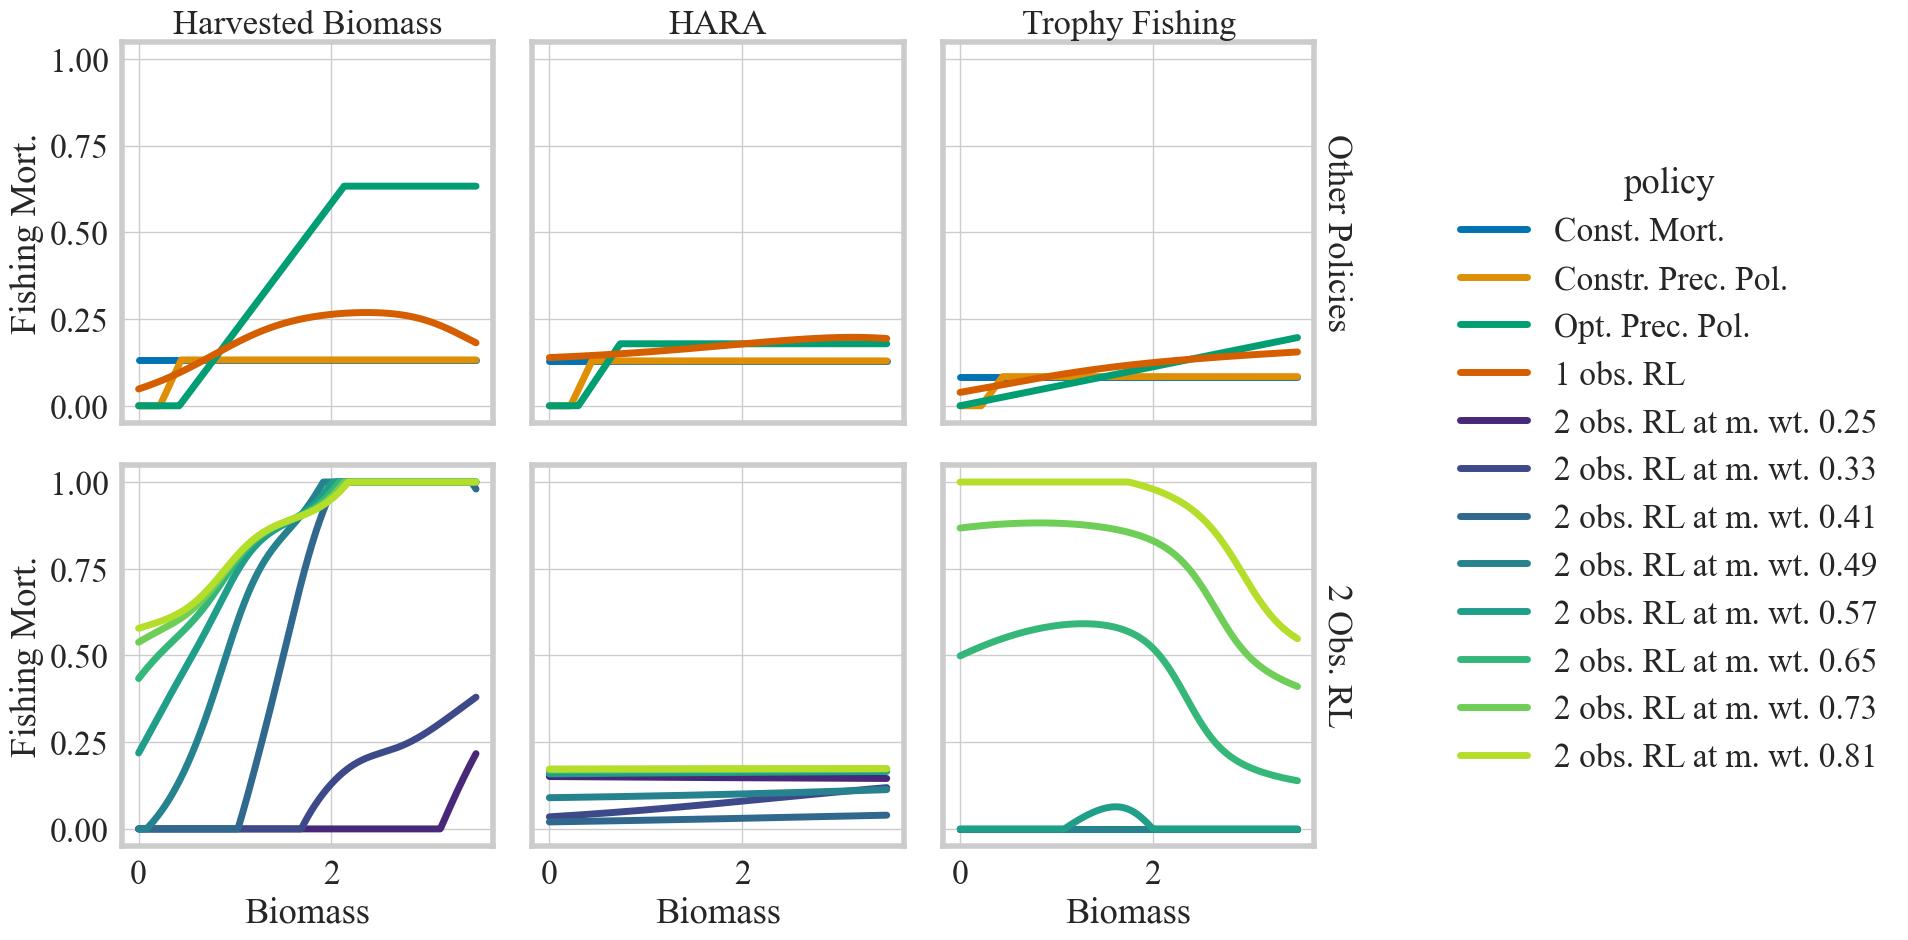 Harvested Biomass
HARA
Trophy Fishing
Fishing Mort.
1.00
0.75
0.50
0.25
0.00
Other Policies
Fishing Mort.
1.00
0.75
0.50
0.25
0.00
2 Obs. RL
0
2
0
2
0
2
Biomass
Biomass
Biomass
policy
Const. Mort.
Constr. Prec. Pol.
Opt. Prec. Pol.
1 obs. RL
2 obs. RL at m. wt. 0.25
2 obs. RL at m. wt. 0.33
2 obs. RL at m. wt. 0.41
2 obs. RL at m. wt. 0.49
2 obs. RL at m. wt. 0.57
2 obs. RL at m. wt. 0.65
2 obs. RL at m. wt. 0.73
2 obs. RL at m. wt. 0.81